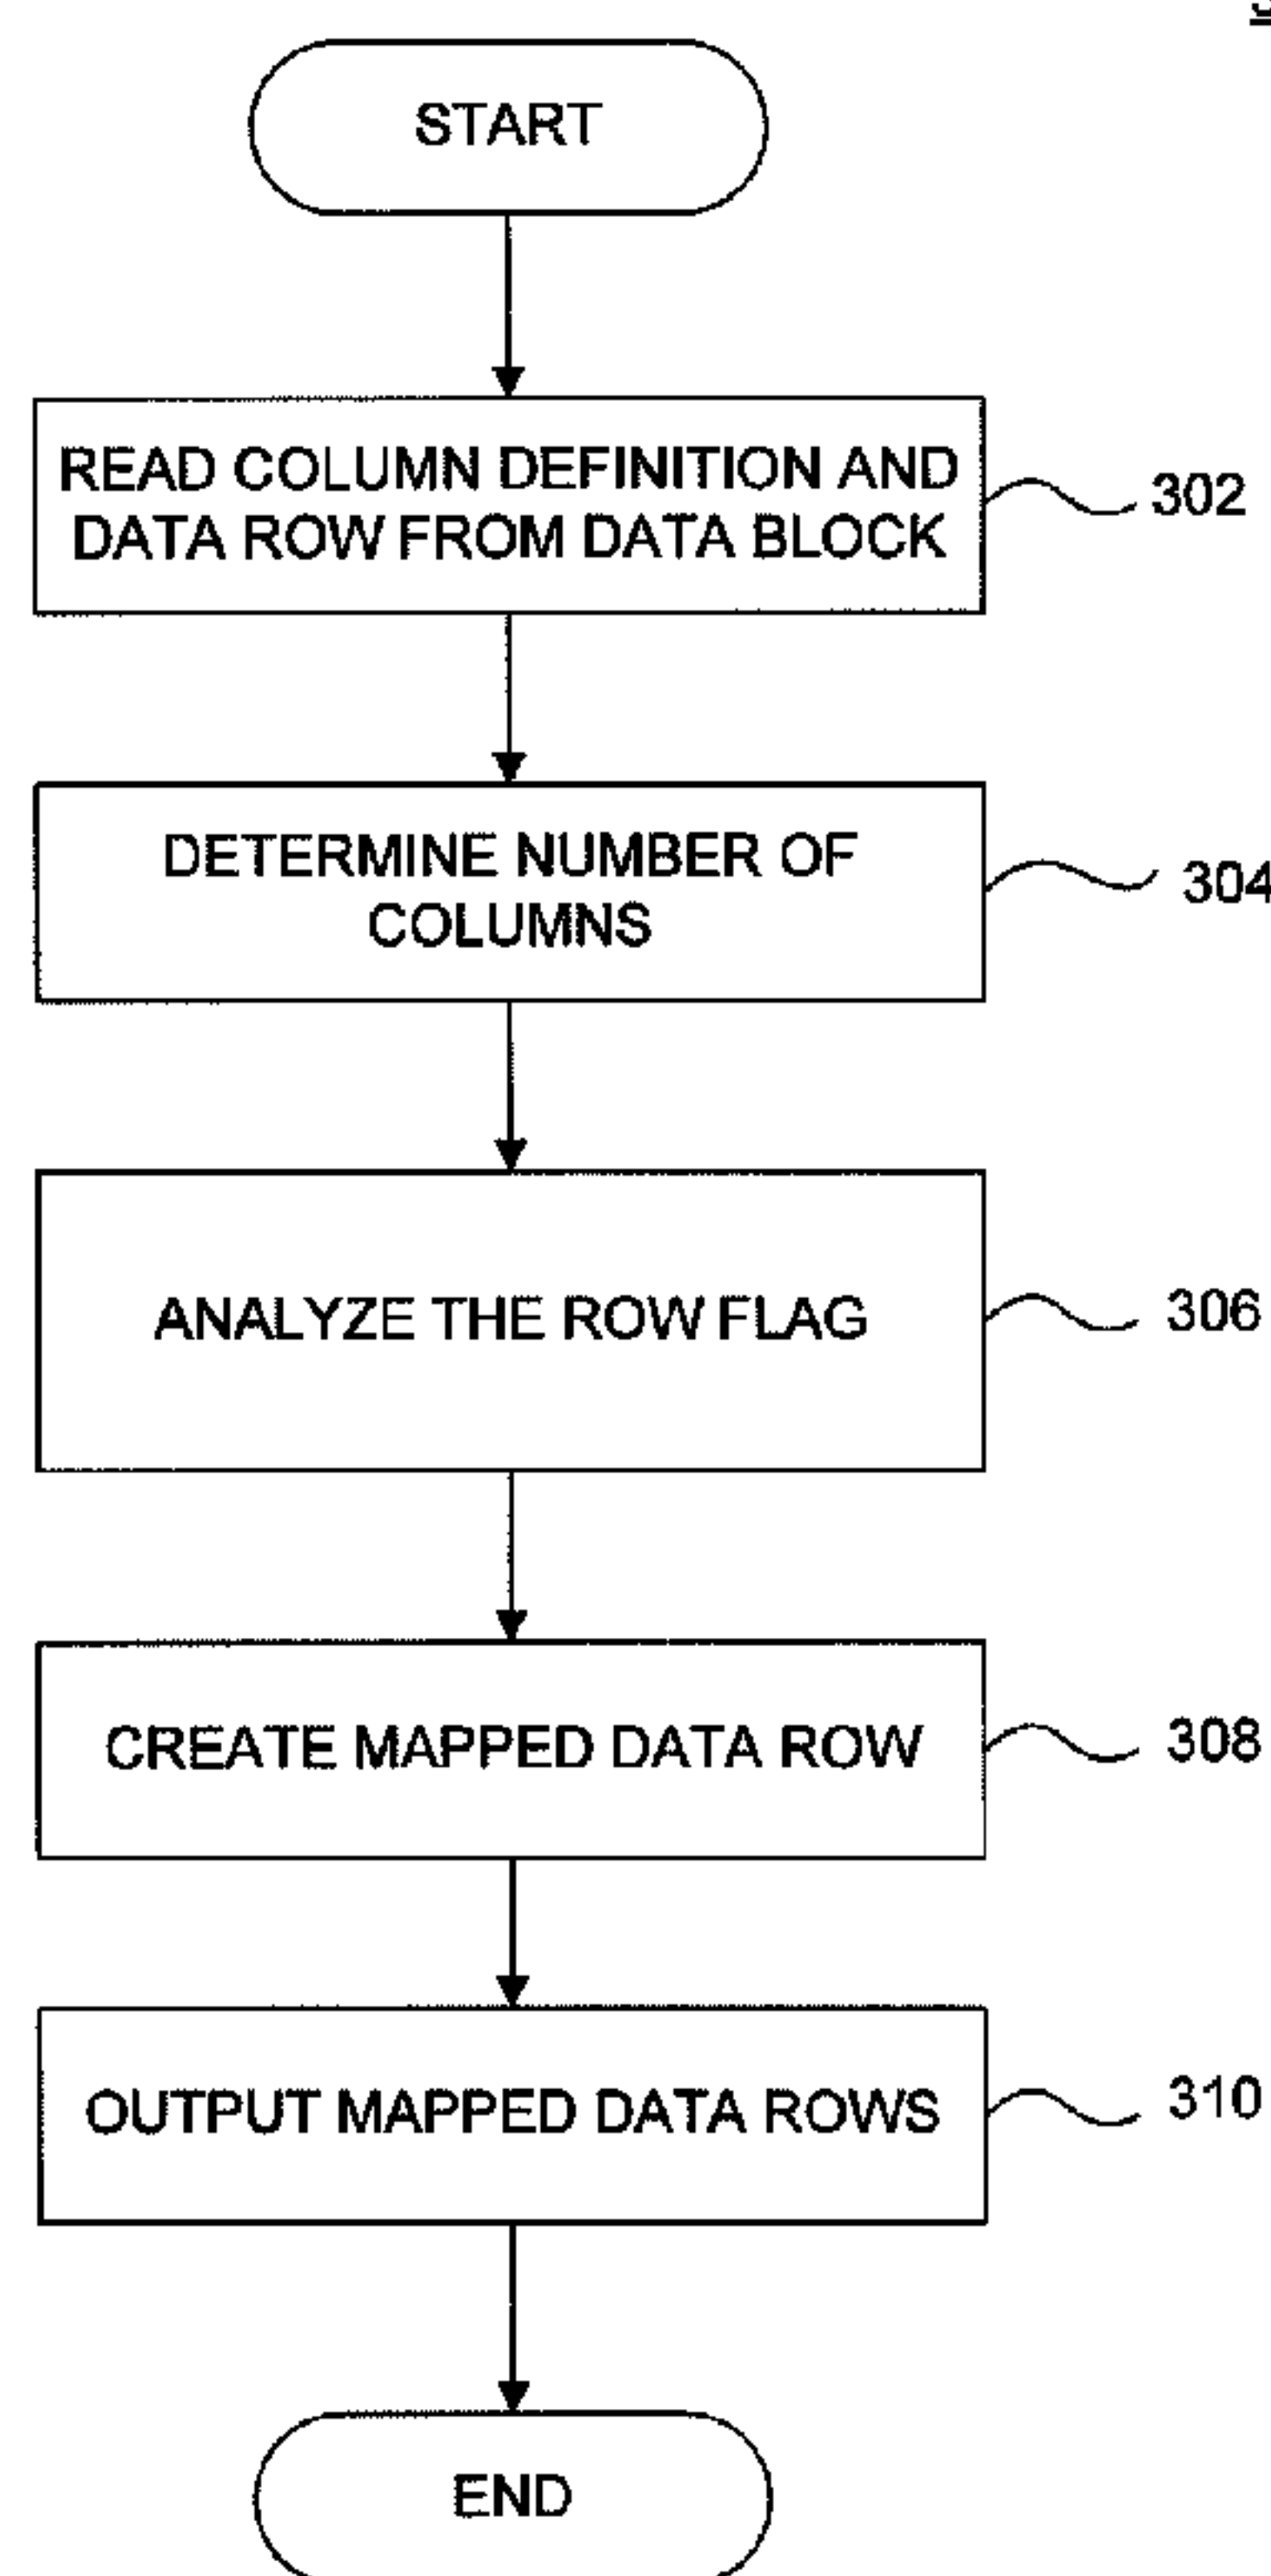 START
READ COLUMN DEFINITION AND
DATA ROW FROM DATA BLOCK
302
DETERMINE NUMBER OF
COLUMNS
304
ANALYZE THE ROW FLAG
306
CREATE MAPPED DATA ROW
308
OUTPUT MAPPED DATA ROWS
310
END